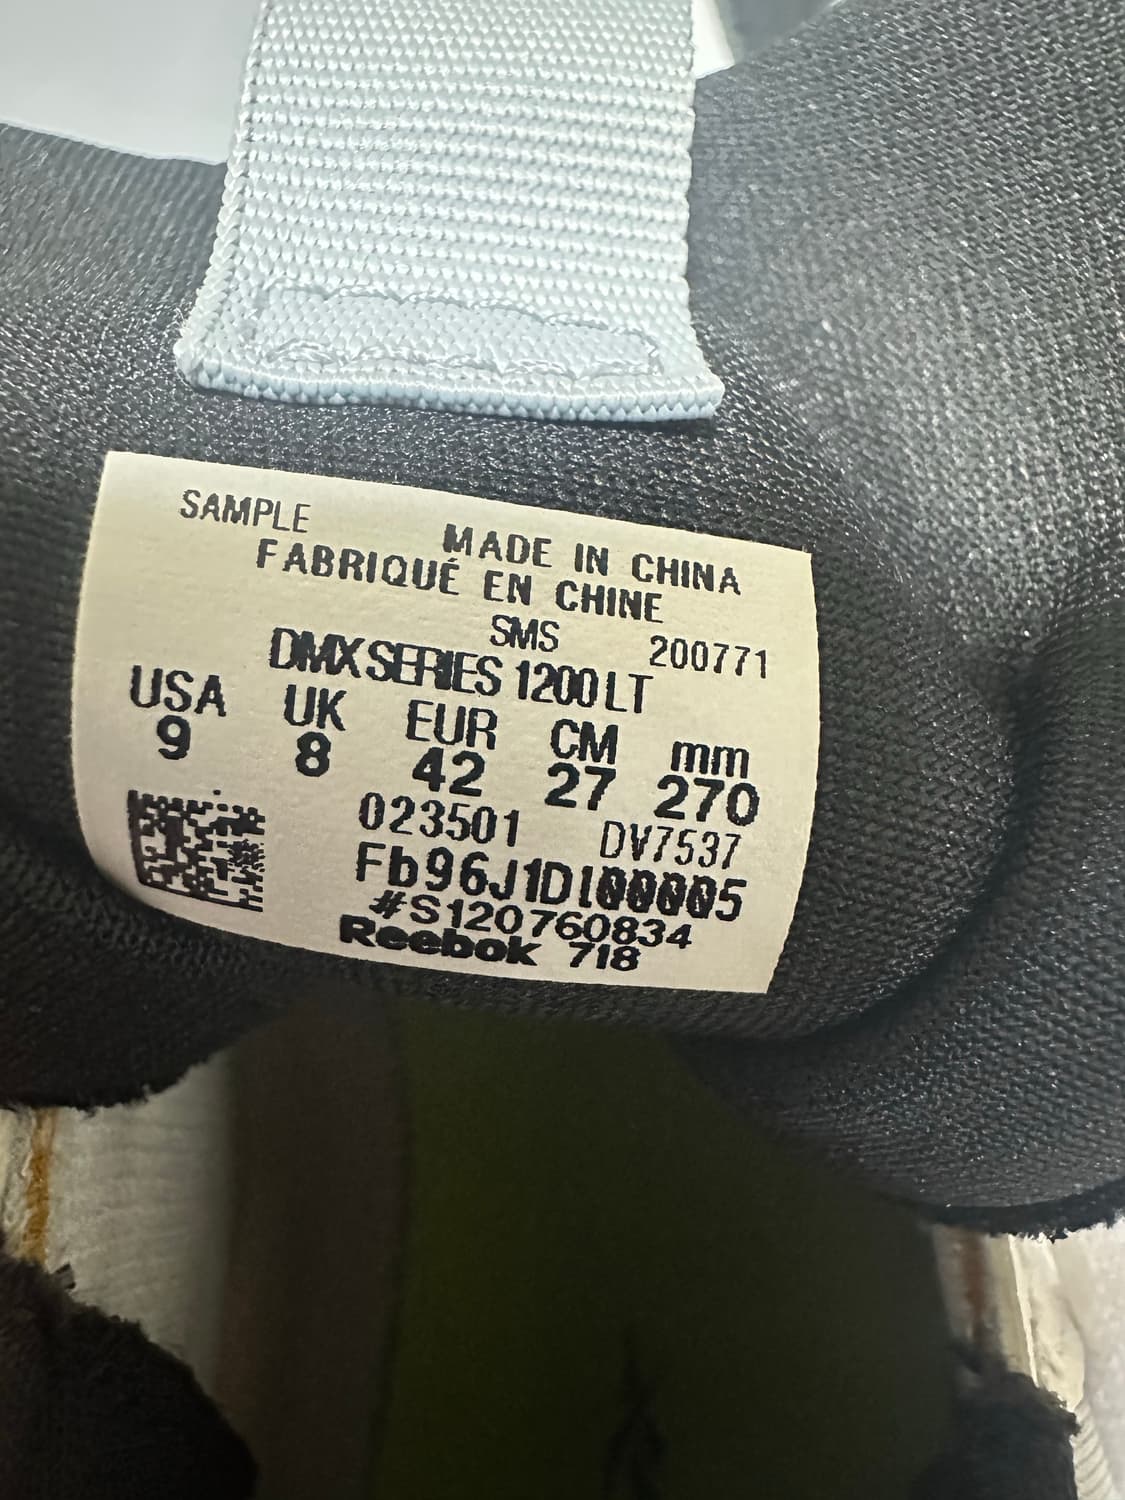 SAMPLE
MADE IN CHINA
FABRIQUÉ EN CHINE
SMS 200771
DMX SERIES 1200 LT
USA UK EUR CM mm
9 8 42 27 270
023501 DV7537
#S120760834
Reebok 718